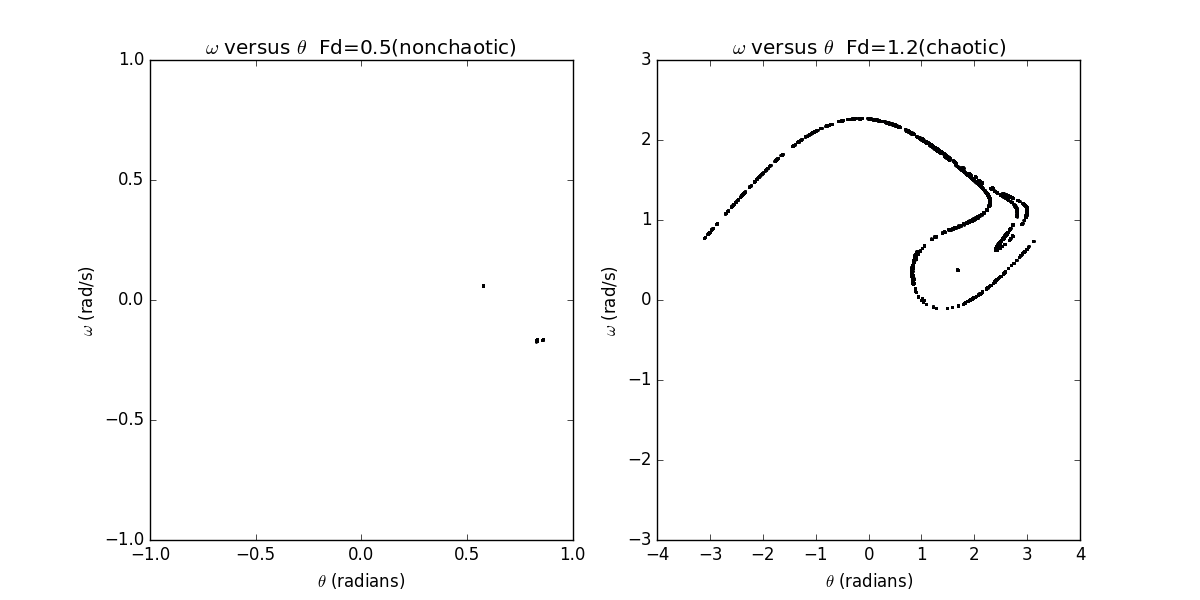 ω versus θ  Fd=0.5(nonchaotic)
1.0
0.5
0.0
−0.5
−1.0
ω (rad/s)
−1.0 −0.5 0.0 0.5 1.0
θ (radians)
ω versus θ  Fd=1.2(chaotic)
3
2
1
0
−1
−2
−3
ω (rad/s)
−4 −3 −2 −1 0 1 2 3 4
θ (radians)